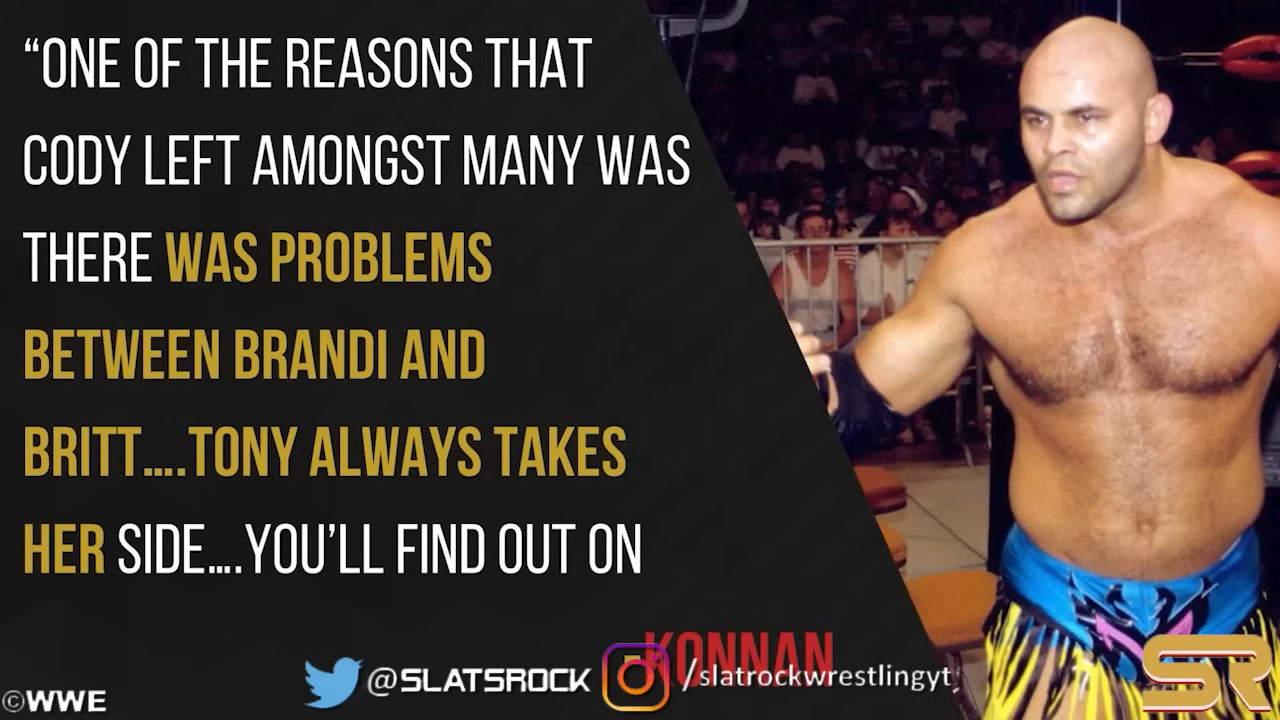 “ONE OF THE REASONS THAT
CODY LEFT AMONGST MANY WAS
THERE WAS PROBLEMS
BETWEEN BRANDI AND
BRITT....TONY ALWAYS TAKES
HER SIDE....YOU’LL FIND OUT ON
-KONNAN
@SLATSROCK /slatrockwrestlingyt
©WWE
SR